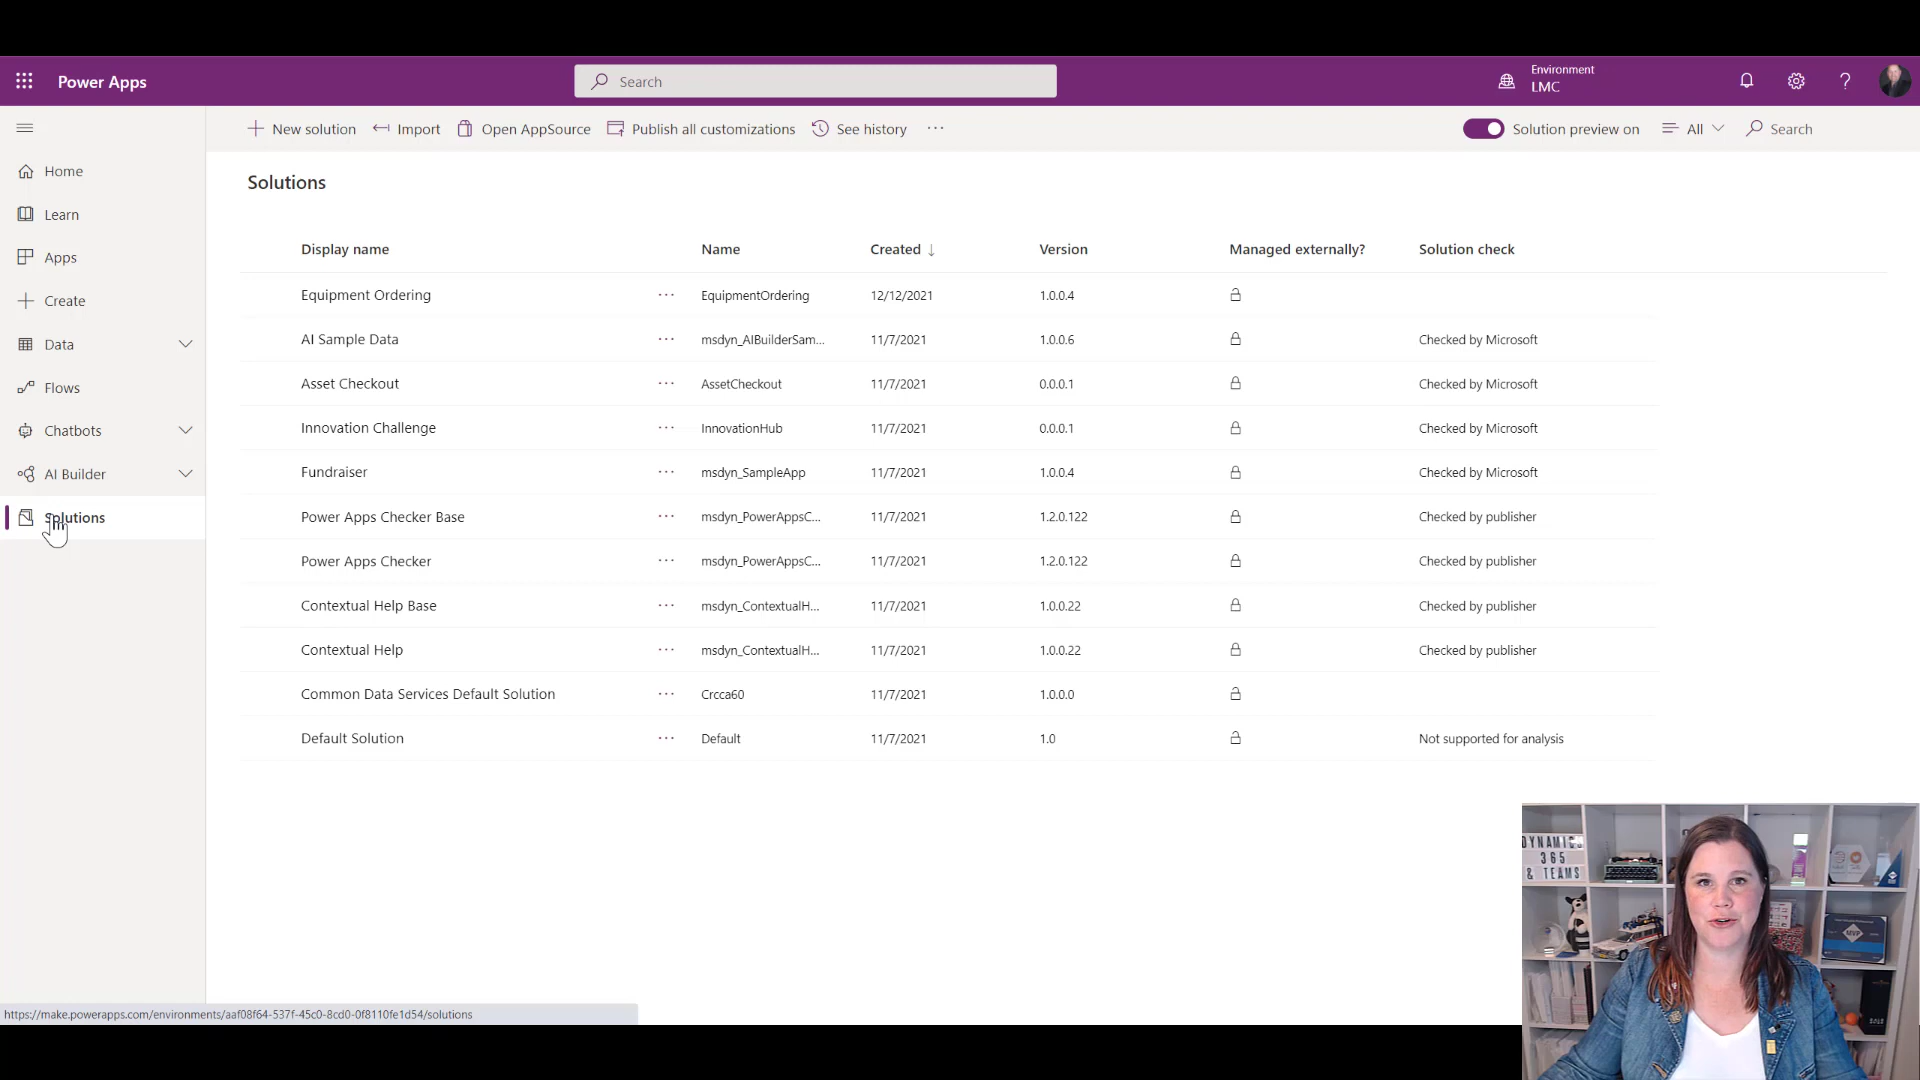 Power Apps
Search
Environment
LMC
New solution
Import
Open AppSource
Publish all customizations
See history
Solution preview on
All
Search
Home
Learn
Apps
Create
Data
Flows
Chatbots
AI Builder
Solutions
Solutions
Display name Name Created ↓ Version Managed externally? Solution check
Equipment Ordering ··· EquipmentOrdering 12/12/2021 1.0.0.4
AI Sample Data ··· msdyn_AIBuilderSam... 11/7/2021 1.0.0.6 Checked by Microsoft
Asset Checkout ··· AssetCheckout 11/7/2021 0.0.0.1 Checked by Microsoft
Innovation Challenge ··· InnovationHub 11/7/2021 0.0.0.1 Checked by Microsoft
Fundraiser ··· msdyn_SampleApp 11/7/2021 1.0.0.4 Checked by Microsoft
Power Apps Checker Base ··· msdyn_PowerAppsC... 11/7/2021 1.2.0.122 Checked by publisher
Power Apps Checker ··· msdyn_PowerAppsC... 11/7/2021 1.2.0.122 Checked by publisher
Contextual Help Base ··· msdyn_ContextualH... 11/7/2021 1.0.0.22 Checked by publisher
Contextual Help ··· msdyn_ContextualH... 11/7/2021 1.0.0.22 Checked by publisher
Common Data Services Default Solution ··· Crcca60 11/7/2021 1.0.0.0
Default Solution ··· Default 11/7/2021 1.0 Not supported for analysis
https://make.powerapps.com/environments/aaf08f64-537f-45c0-8cd0-0f8110fe1d54/solutions
DYNAMICS
365
& TEAMS
MVP